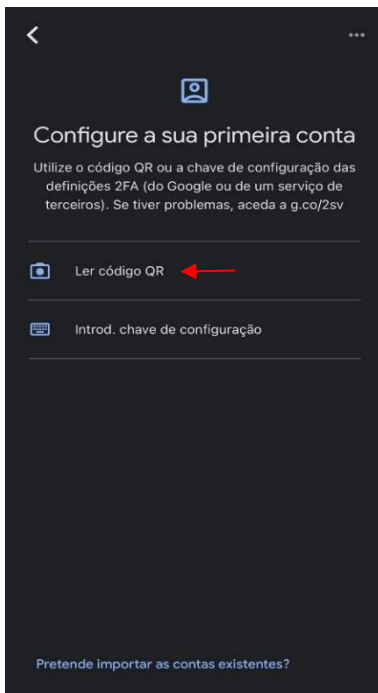 Configure a sua primeira conta
Utilize o código QR ou a chave de configuração das
definições 2FA (do Google ou de um serviço de
terceiros). Se tiver problemas, aceda a g.co/2sv
Ler código QR
Introd. chave de configuração
Pretende importar as contas existentes?